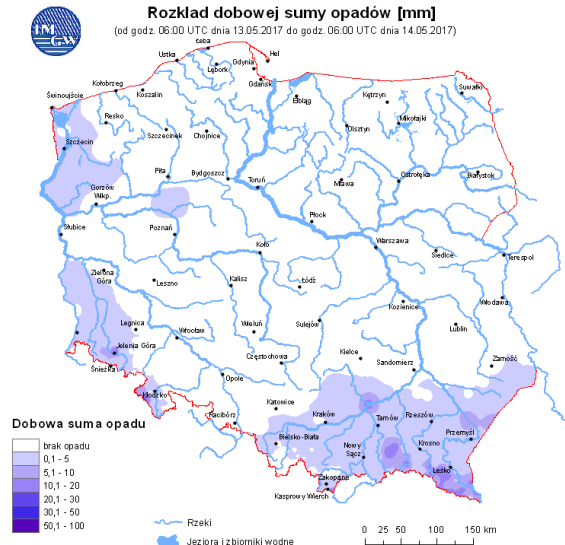 IM
GW
Rozkład dobowej sumy opadów [mm]
(od godz. 06:00 UTC dnia 13.05.2017 do godz. 06:00 UTC dnia 14.05.2017)
Łeba
Hel
Ustka
Gdynia
Lębork
Gdańsk
Suwałki
Kołobrzeg
Koszalin
Elbląg
Kętrzyn
Świnoujście
Resko
Mikołajki
Szczecinek
Chojnice
Olsztyn
Szczecin
Piła
Bydgoszcz
Toruń
Mława
Ostrołęka
Białystok
Gorzów
Wlkp.
Płock
Słubice
Poznań
Koło
Warszawa
Siedlce
Terespol
Zielona
Góra
Leszno
Kalisz
Łódź
Kozienice
Włodawa
Legnica
Wrocław
Wieluń
Sulejów
Lublin
Jelenia Góra
Częstochowa
Kielce
Sandomierz
Zamość
Śnieżka
Opole
Kłodzko
Katowice
Racibórz
Kraków
Tarnów
Rzeszów
Bielsko-Biała
Nowy
Sącz
Krosno
Przemyśl
Lesko
Zakopane
Kasprowy Wierch
Dobowa suma opadu
brak opadu
0,1 - 5
5,1 - 10
10,1 - 20
20,1 - 30
30,1 - 50
50,1 - 100
Rzeki
Jeziora i zbiorniki wodne
0 25 50 100 150 km